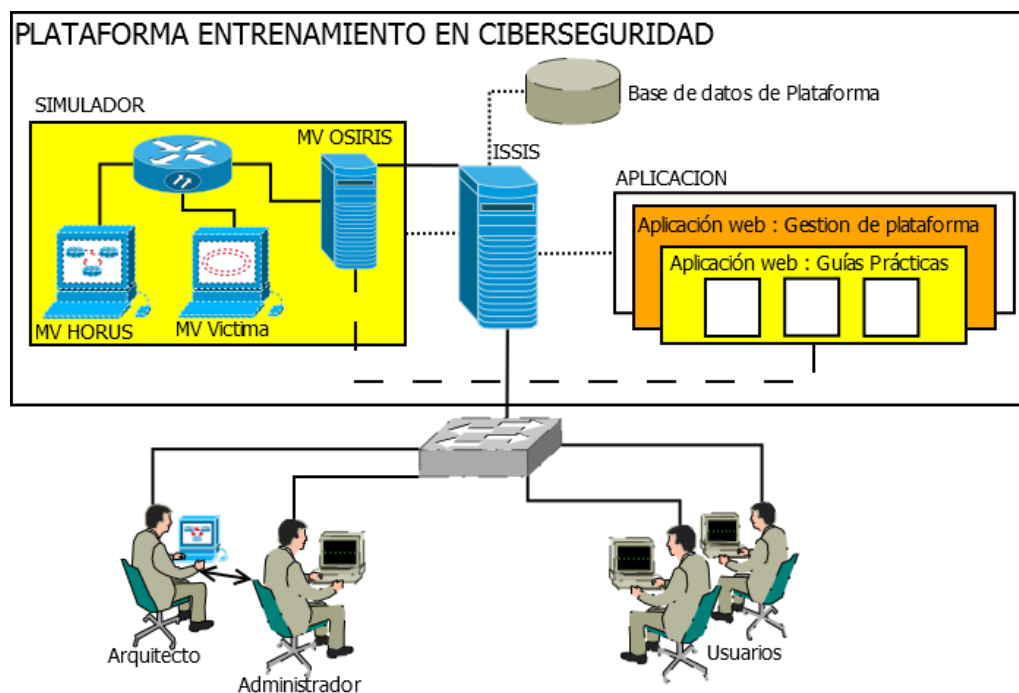 PLATAFORMA ENTRENAMIENTO EN CIBERSEGURIDAD
Base de datos de Plataforma
SIMULADOR
MV OSIRIS
ISSIS
APLICACION
Aplicación web : Gestion de plataforma
Aplicación web : Guías Prácticas
MV HORUS
MV Victima
Arquitecto
Administrador
Usuarios